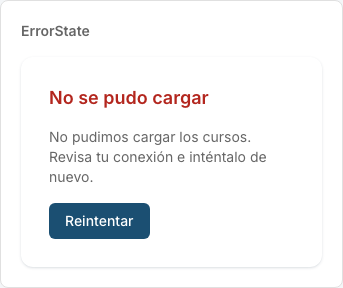 ErrorState
No se pudo cargar
No pudimos cargar los cursos.
Revisa tu conexión e inténtalo de
nuevo.
Reintentar